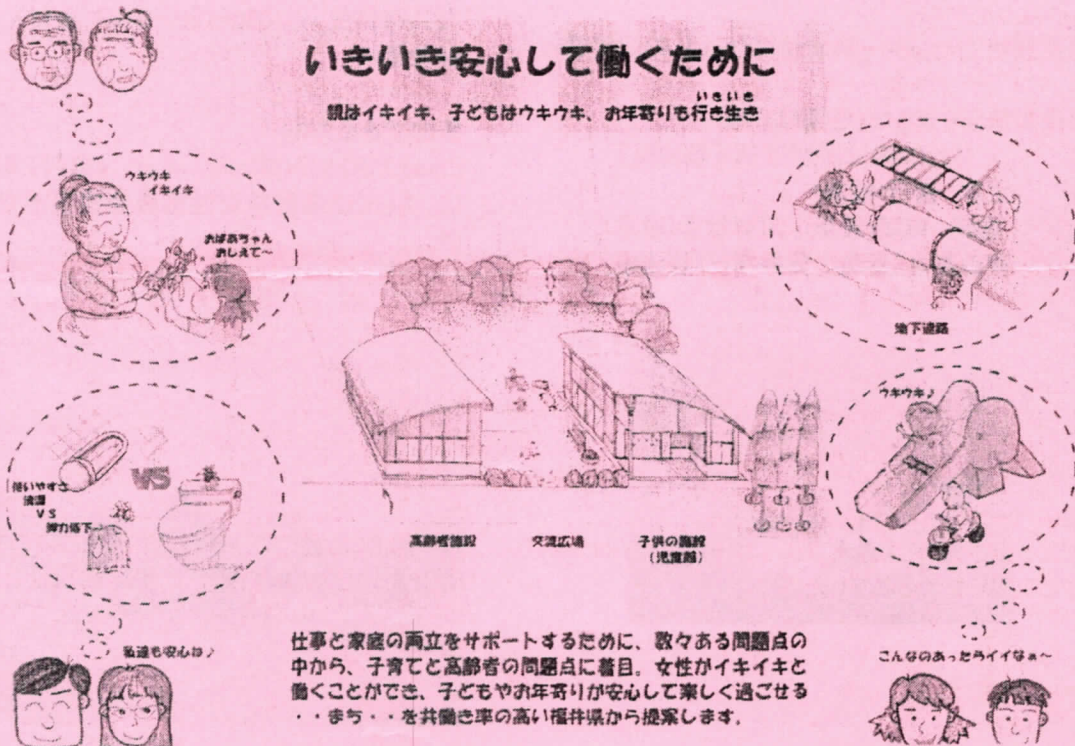 いきいき安心して働くために
親はイキイキ、子どもはウキウキ、お年寄りも行き生き
いきいき
ウキウキ
イキイキ
おばあちゃん
おしえて～
地下通路
ウキウキ♪
使いやすさ
VS
VS
脚力低下
高齢者施設
交流広場
子供の施設
(児童館)
私達も安心ね♪
こんなのあったらイイなぁ～
仕事と家庭の両立をサポートするために、数々ある問題点の
中から、子育てと高齢者の問題点に着目。女性がイキイキと
働くことができ、子どもやお年寄りが安心して楽しく過ごせる
・・まち・・を共働き率の高い福井県から提案します。